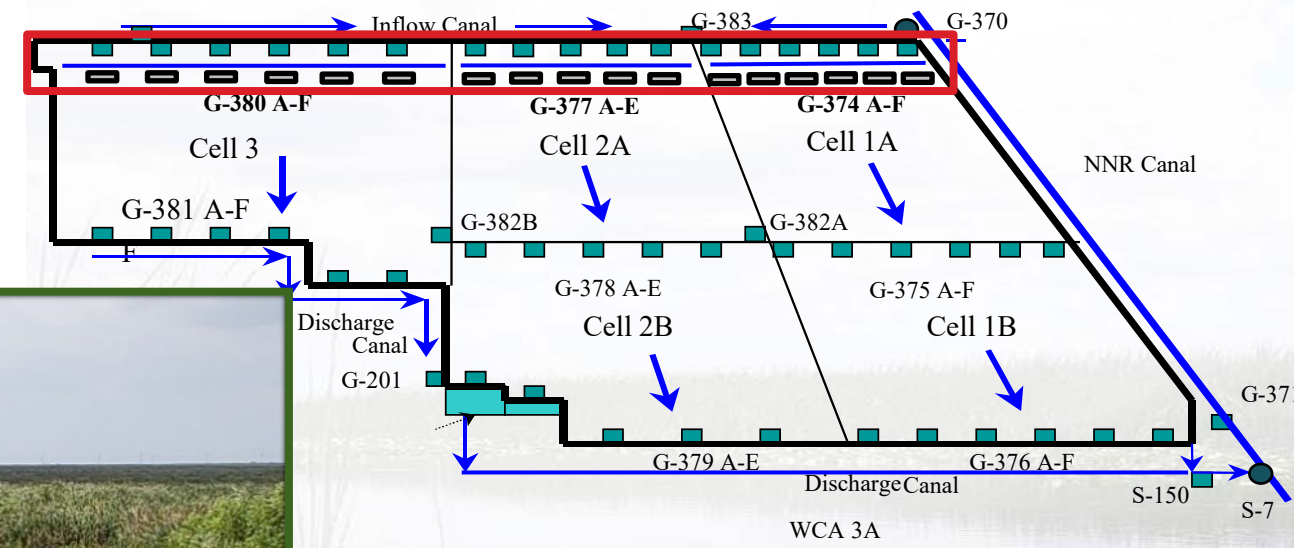 Inflow Canal
G-383
G-370
G-380 A-F
G-377 A-E
G-374 A-F
Cell 3
Cell 2A
Cell 1A
NNR Canal
G-381 A-F
F
G-382B
G-382A
G-378 A-E
G-375 A-F
Cell 2B
Cell 1B
Discharge
Canal
G-201
G-371
G-379 A-E
G-376 A-F
Discharge Canal
S-150
S-7
WCA 3A